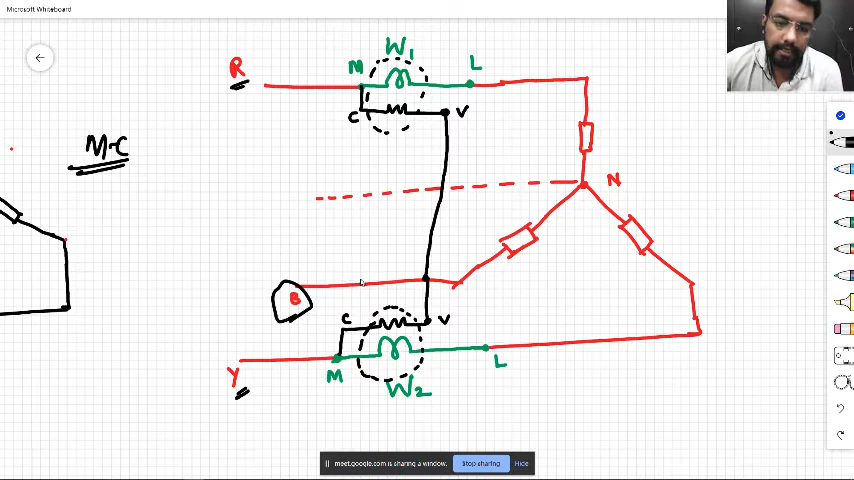 Microsoft Whiteboard
W1
R
M
L
C
V
M-C
N
B
C
V
Y
M
L
W2
meet.google.com is sharing a window.
Stop sharing
Hide